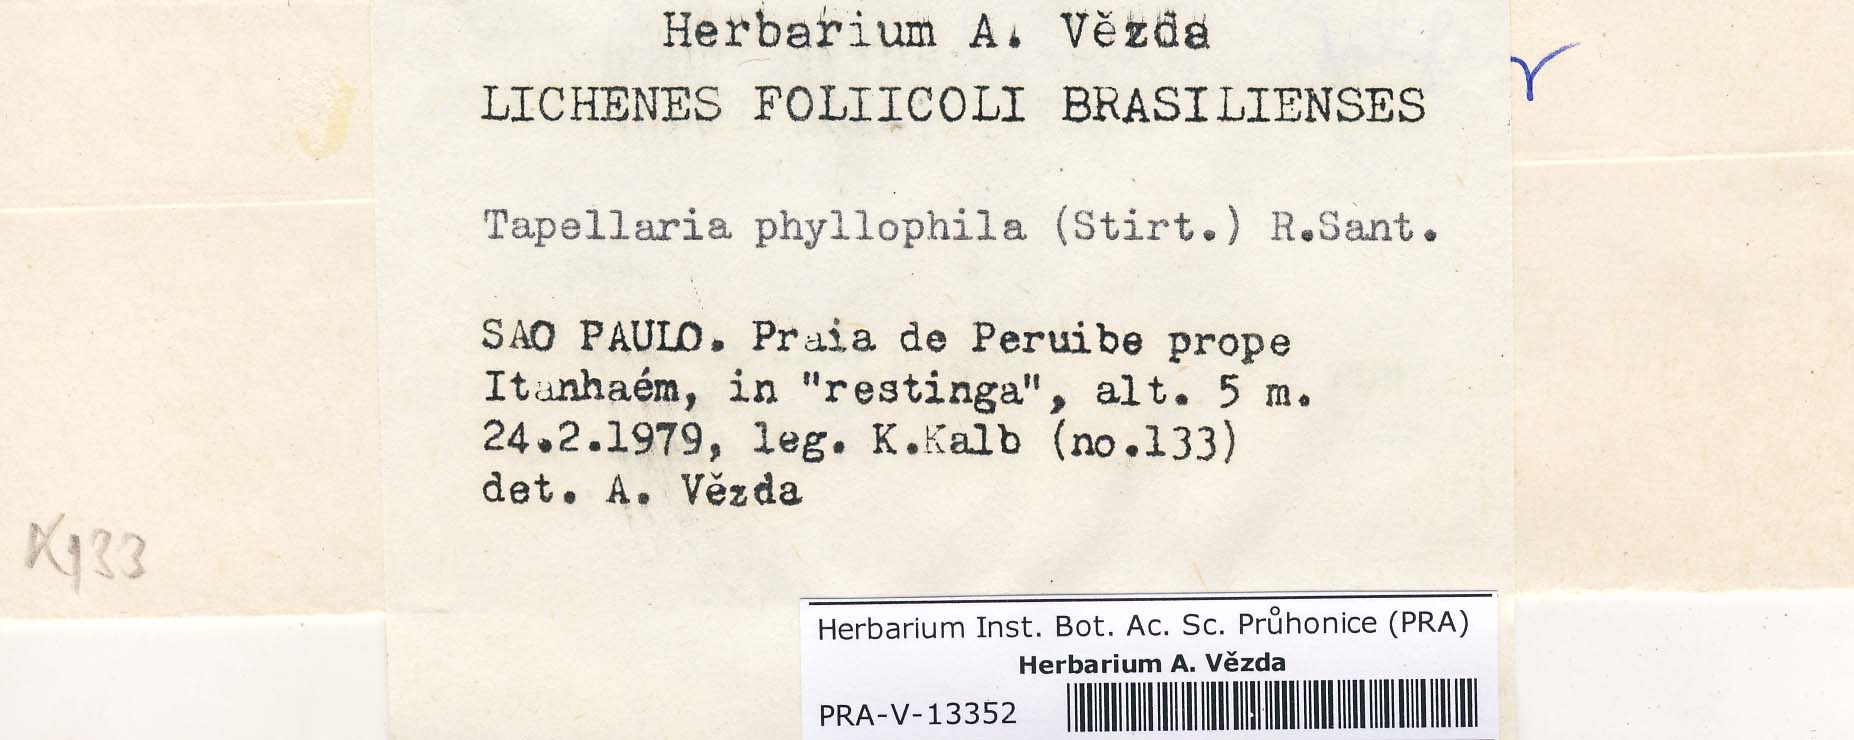 Herbarium A. Vězda
LICHENES FOLIICOLI BRASILIENSES
Tapellaria phyllophila (Stirt.) R.Sant.
SAO PAULO. Praia de Peruibe prope
Itanhaém, in "restinga", alt. 5 m.
24.2.1979, leg. K.Kalb (no.133)
det. A. Vězda
K133
Herbarium Inst. Bot. Ac. Sc. Průhonice (PRA)
Herbarium A. Vězda
PRA-V-13352